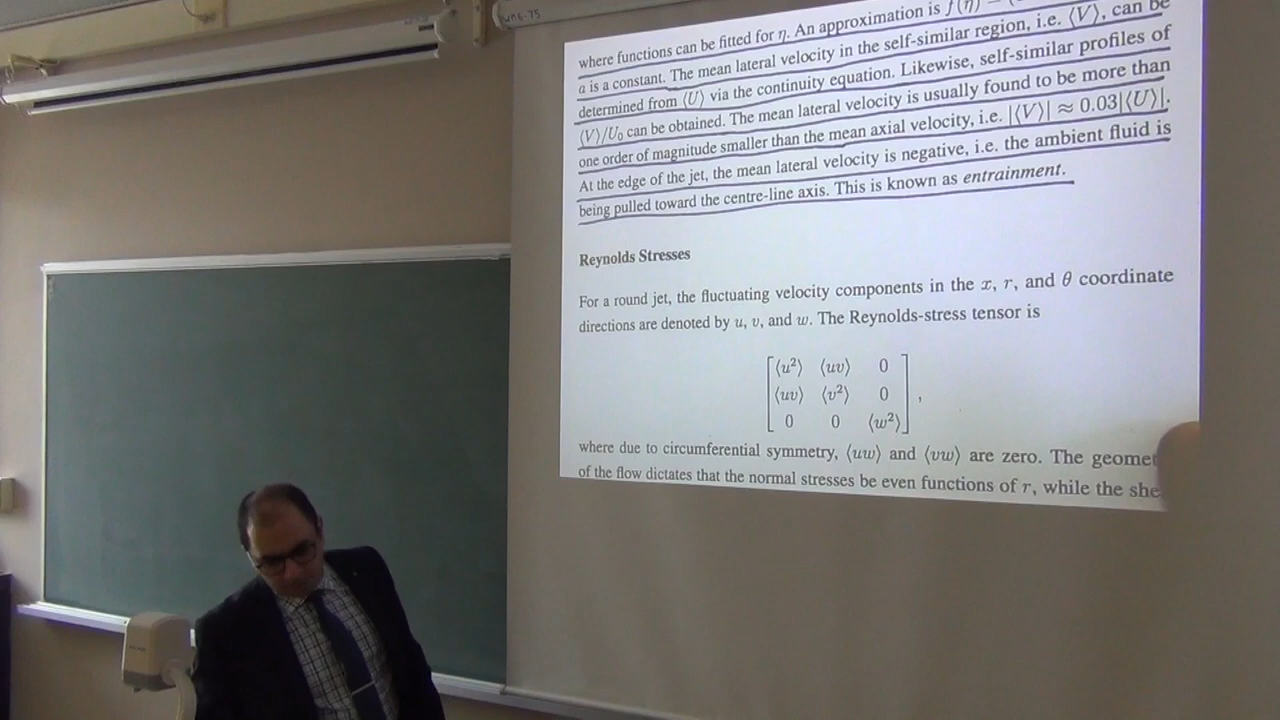 UNE-75
where functions can be fitted for η. An approximation is f(η) =
a is a constant. The mean lateral velocity in the self-similar region, i.e. ⟨V⟩, can be
determined from ⟨U⟩ via the continuity equation. Likewise, self-similar profiles of
⟨V⟩/U₀ can be obtained. The mean lateral velocity is usually found to be more than
one order of magnitude smaller than the mean axial velocity, i.e. |⟨V⟩| ≈ 0.03|⟨U⟩|.
At the edge of the jet, the mean lateral velocity is negative, i.e. the ambient fluid is
being pulled toward the centre-line axis. This is known as entrainment.
Reynolds Stresses
For a round jet, the fluctuating velocity components in the x, r, and θ coordinate
directions are denoted by u, v, and w. The Reynolds-stress tensor is
⟨u²⟩ ⟨uv⟩ 0
⟨uv⟩ ⟨v²⟩ 0 ,
0 0 ⟨w²⟩
where due to circumferential symmetry, ⟨uw⟩ and ⟨vw⟩ are zero. The geomet
of the flow dictates that the normal stresses be even functions of r, while the she